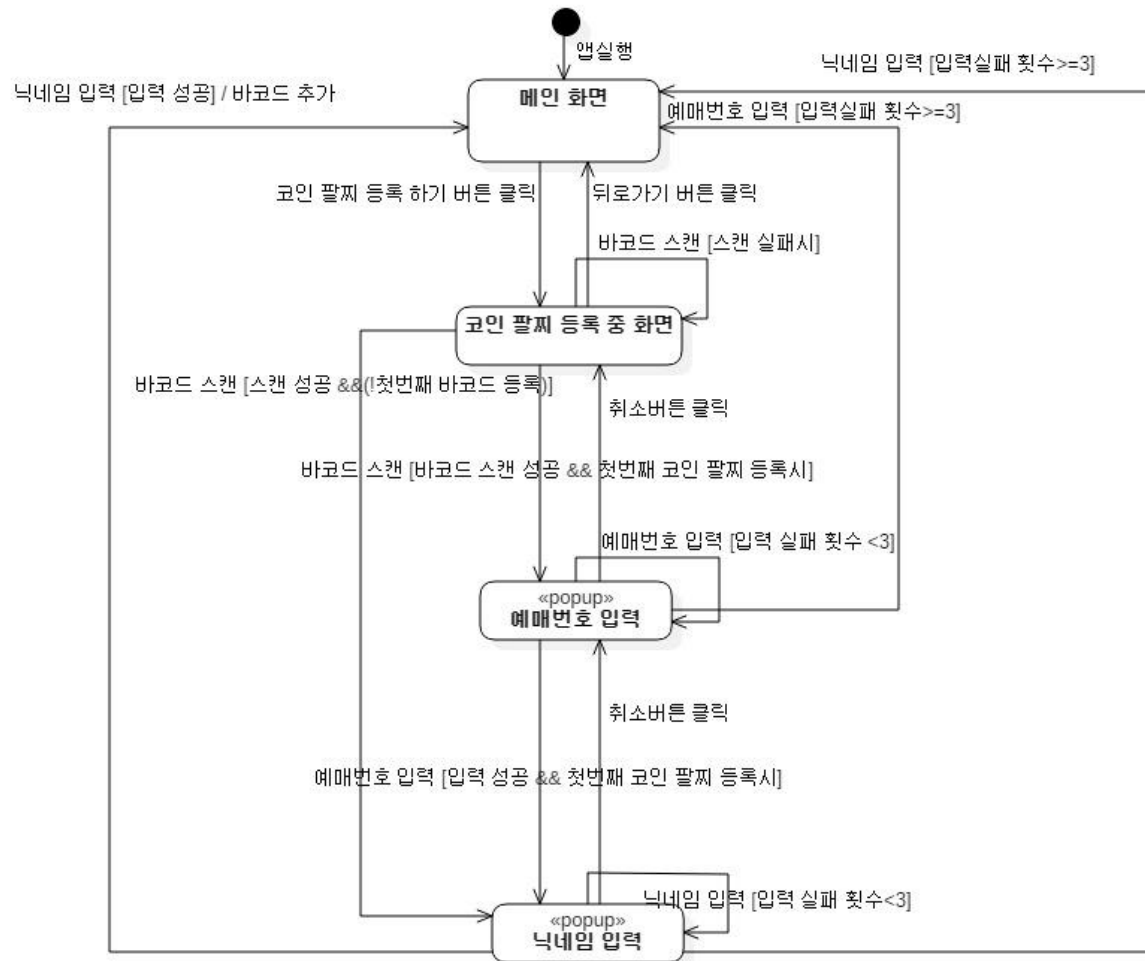 앱실행
닉네임 입력 [입력실패 횟수>=3]
닉네임 입력 [입력 성공] / 바코드 추가
메인 화면
예매번호 입력 [입력실패 횟수>=3]
코인 팔찌 등록 하기 버튼 클릭
뒤로가기 버튼 클릭
바코드 스캔 [스캔 실패시]
코인 팔찌 등록 중 화면
바코드 스캔 [스캔 성공 &&(!첫번째 바코드 등록)]
취소버튼 클릭
바코드 스캔 [바코드 스캔 성공 && 첫번째 코인 팔찌 등록시]
예매번호 입력 [입력 실패 횟수 <3]
«popup»
예매번호 입력
취소버튼 클릭
예매번호 입력 [입력 성공 && 첫번째 코인 팔찌 등록시]
닉네임 입력 [입력 실패 횟수<3]
«popup»
닉네임 입력